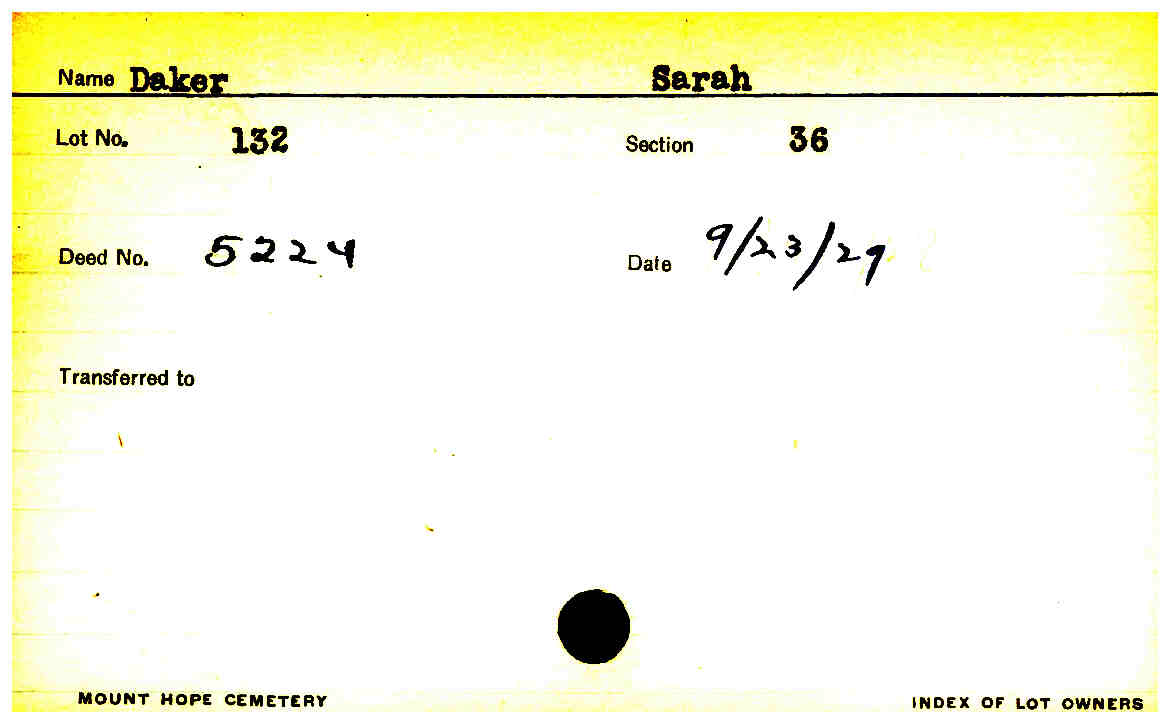 Name Daker Sarah
Lot No. 132 Section 36
Deed No. 5224 Date 9/23/29
Transferred to
MOUNT HOPE CEMETERY INDEX OF LOT OWNERS